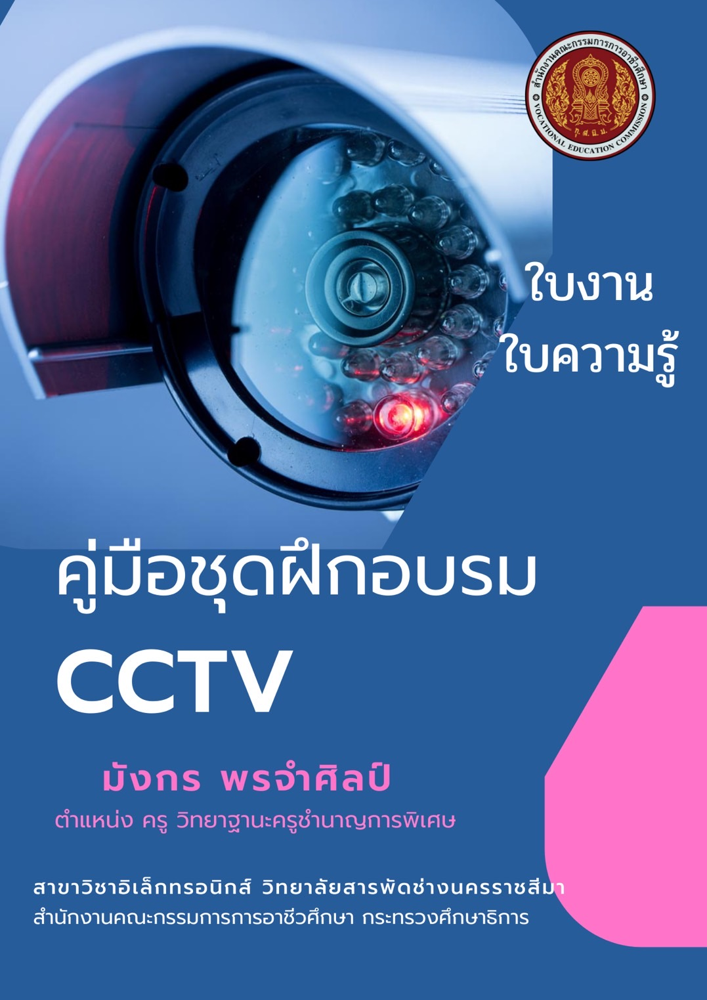 สำนักงานคณะกรรมการการอาชีวศึกษา
ก. ส. นิ. ม.
VOCATIONAL EDUCATION COMMISSION
ใบงาน
ใบความรู้
คู่มือชุดฝึกอบรม
CCTV
มังกร พรจำศิลป์
ตำแหน่ง ครู วิทยาฐานะครูชำนาญการพิเศษ
สาขาวิชาอิเล็กทรอนิกส์ วิทยาลัยสารพัดช่างนครราชสีมา
สำนักงานคณะกรรมการการอาชีวศึกษา กระทรวงศึกษาธิการ